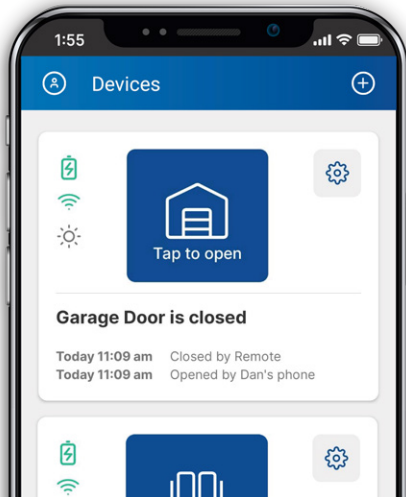 1:55
Devices
Tap to open
Garage Door is closed
Today 11:09 am Closed by Remote
Today 11:09 am Opened by Dan's phone